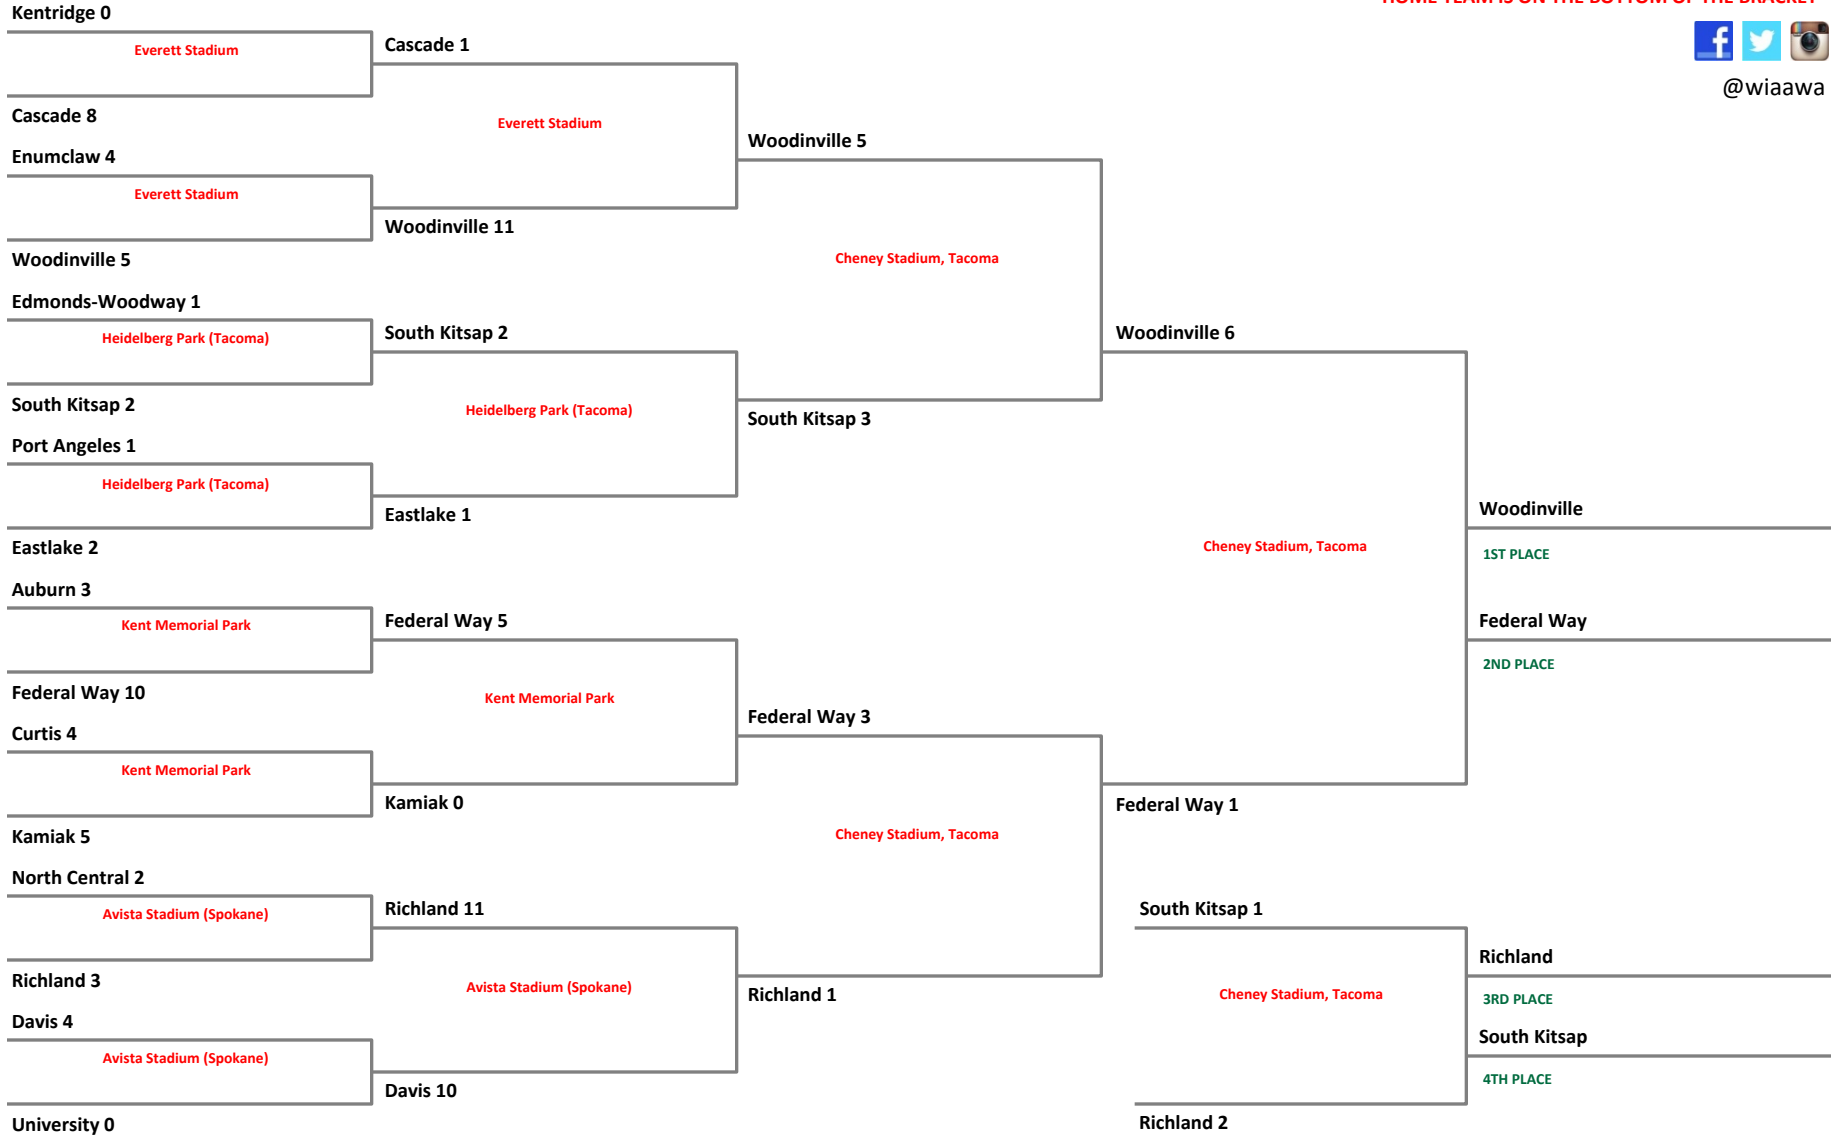 HOME TEAM IS ON THE BOTTOM OF THE BRACKET
@wiaawa
Kentridge 0
Everett Stadium
Cascade 8
Enumclaw 4
Everett Stadium
Woodinville 5
Edmonds-Woodway 1
Heidelberg Park (Tacoma)
South Kitsap 2
Port Angeles 1
Heidelberg Park (Tacoma)
Eastlake 2
Auburn 3
Kent Memorial Park
Federal Way 10
Curtis 4
Kent Memorial Park
Kamiak 5
North Central 2
Avista Stadium (Spokane)
Richland 3
Davis 4
Avista Stadium (Spokane)
University 0
Cascade 1
Everett Stadium
Woodinville 11
South Kitsap 2
Heidelberg Park (Tacoma)
Eastlake 1
Federal Way 5
Kent Memorial Park
Kamiak 0
Richland 11
Avista Stadium (Spokane)
Davis 10
Woodinville 5
Cheney Stadium, Tacoma
South Kitsap 3
Federal Way 3
Cheney Stadium, Tacoma
Richland 1
Woodinville 6
Cheney Stadium, Tacoma
Federal Way 1
South Kitsap 1
Cheney Stadium, Tacoma
Richland 2
Woodinville
1ST PLACE
Federal Way
2ND PLACE
Richland
3RD PLACE
South Kitsap
4TH PLACE